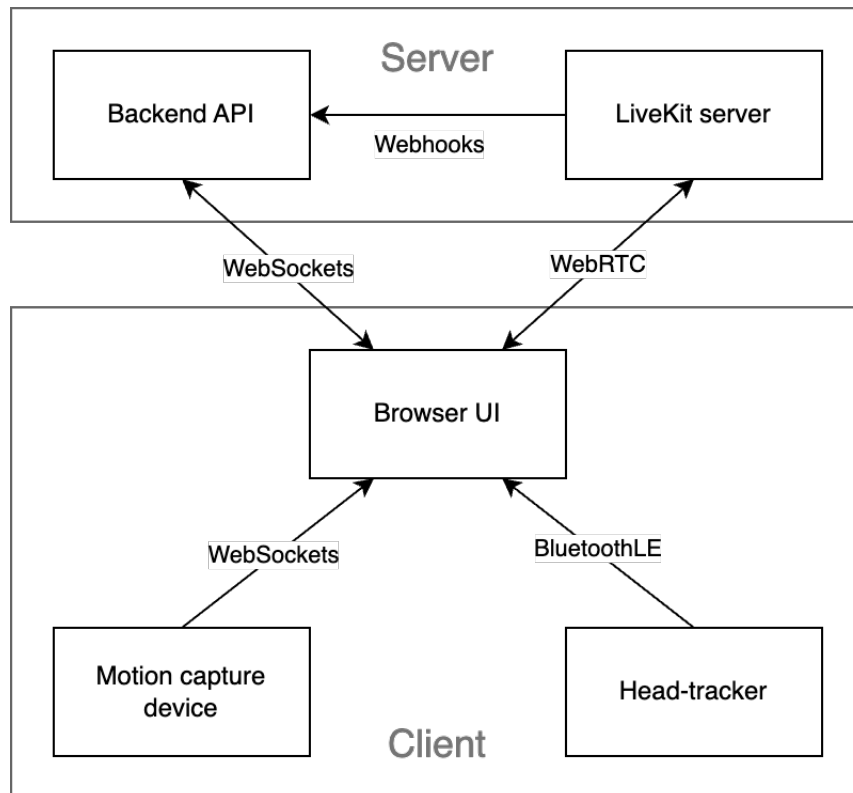 Server
Backend API
LiveKit server
Webhooks
WebSockets
WebRTC
Browser UI
WebSockets
BluetoothLE
Motion capture
device
Head-tracker
Client